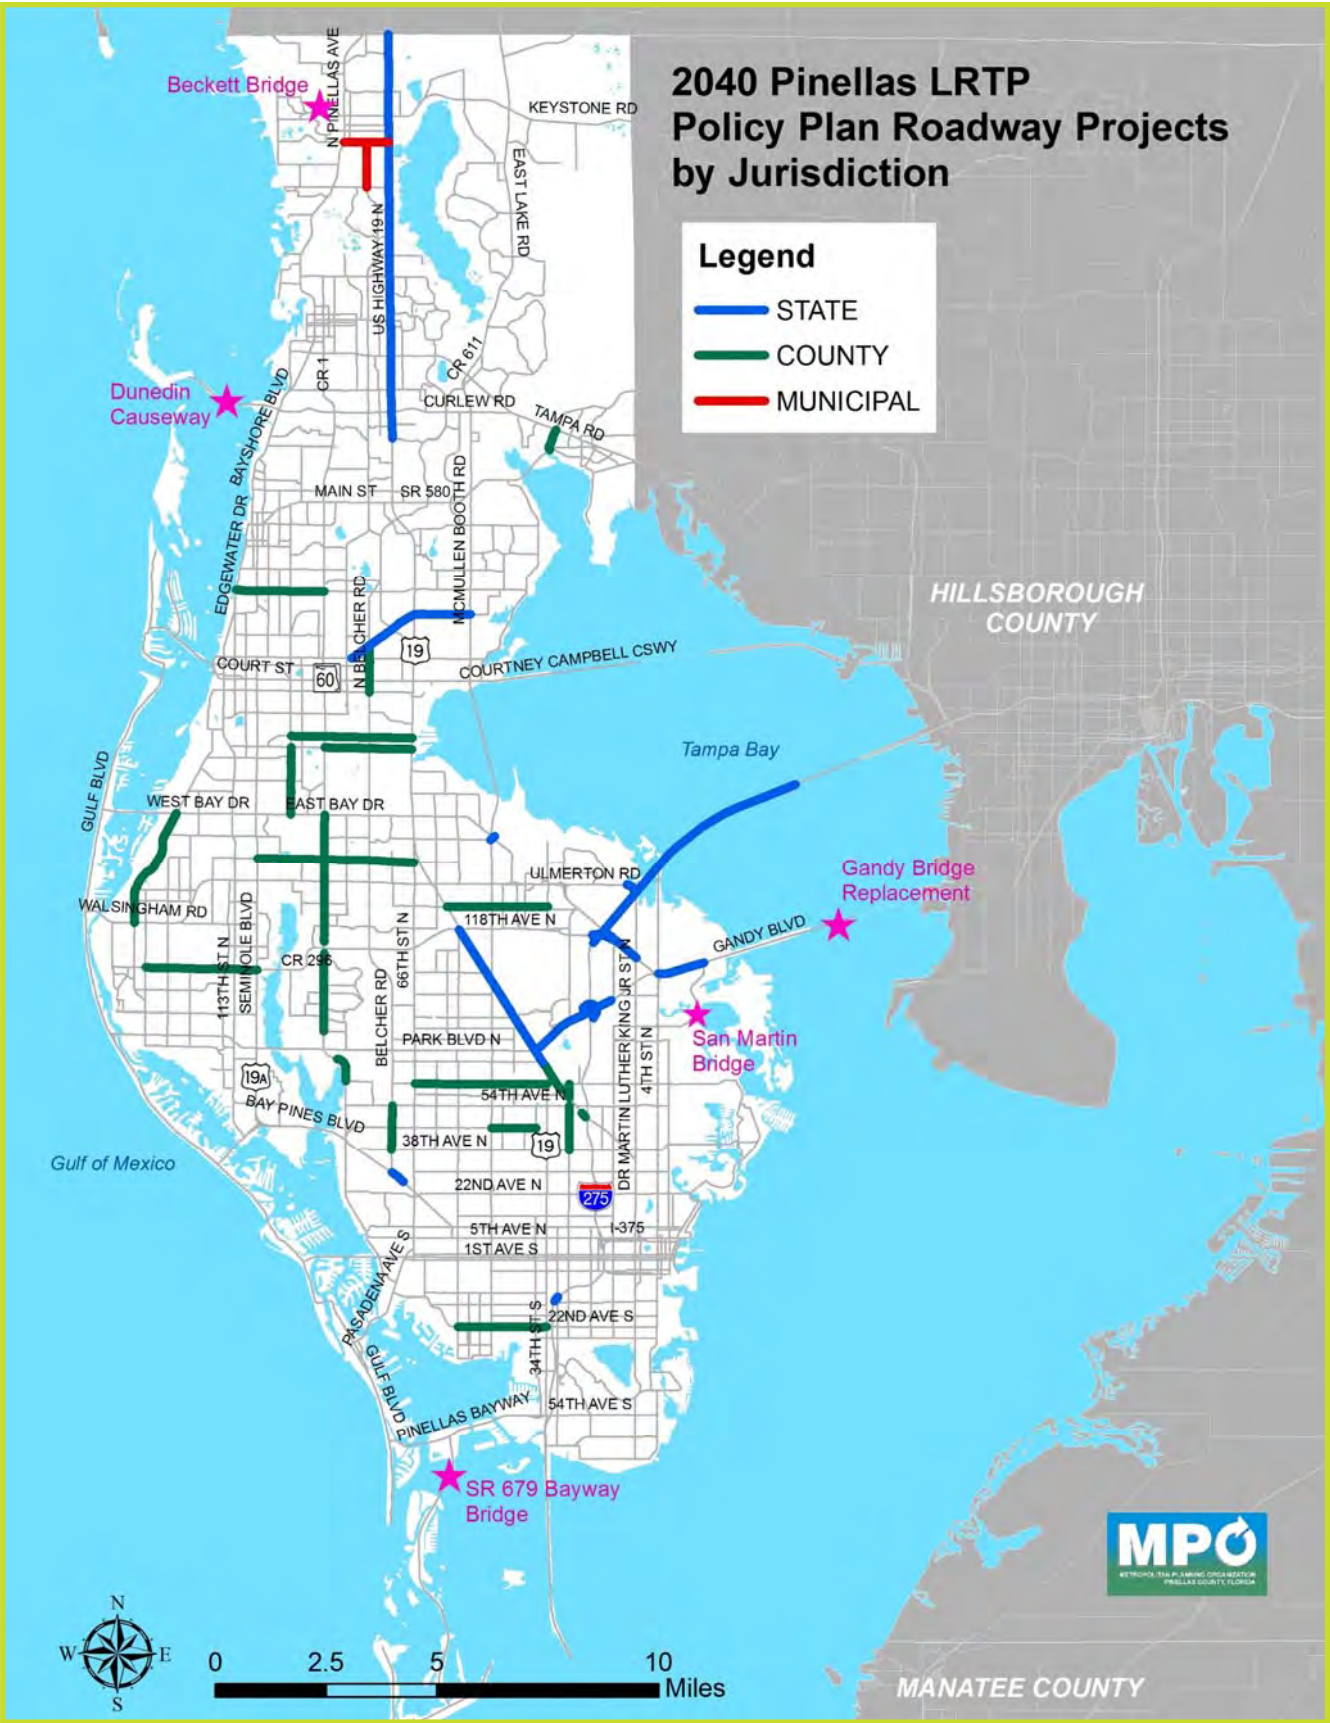 2040 Pinellas LRTP
Policy Plan Roadway Projects
by Jurisdiction
Legend
STATE
COUNTY
MUNICIPAL
Beckett Bridge
N PINELLAS AVE
KEYSTONE RD
EAST LAKE RD
US HIGHWAY 19 N
CR 1
CR 611
CURLEW RD
TAMPA RD
Dunedin
Causeway
BAYSHORE BLVD
EDGEWATER DR
MAIN ST
SR 580
MCMULLEN BOOTH RD
N BELCHER RD
HILLSBOROUGH
COUNTY
19
COURT ST
60
COURTNEY CAMPBELL CSWY
Tampa Bay
GULF BLVD
WEST BAY DR
EAST BAY DR
ULMERTON RD
Gandy Bridge
Replacement
WALSINGHAM RD
118TH AVE N
GANDY BLVD
113TH ST N
SEMINOLE BLVD
CR 296
66TH ST N
BELCHER RD
DR MARTIN LUTHER KING JR ST N
4TH ST N
PARK BLVD N
San Martin
Bridge
19A
BAY PINES BLVD
54TH AVE N
38TH AVE N
19
Gulf of Mexico
22ND AVE N
275
5TH AVE N
I-375
1ST AVE S
PASADENA AVE S
22ND AVE S
34TH ST S
GULF BLVD
PINELLAS BAYWAY
54TH AVE S
SR 679 Bayway
Bridge
MPO
METROPOLITAN PLANNING ORGANIZATION
PINELLAS COUNTY, FLORIDA
N
W
E
S
0 2.5 5 10
Miles
MANATEE COUNTY